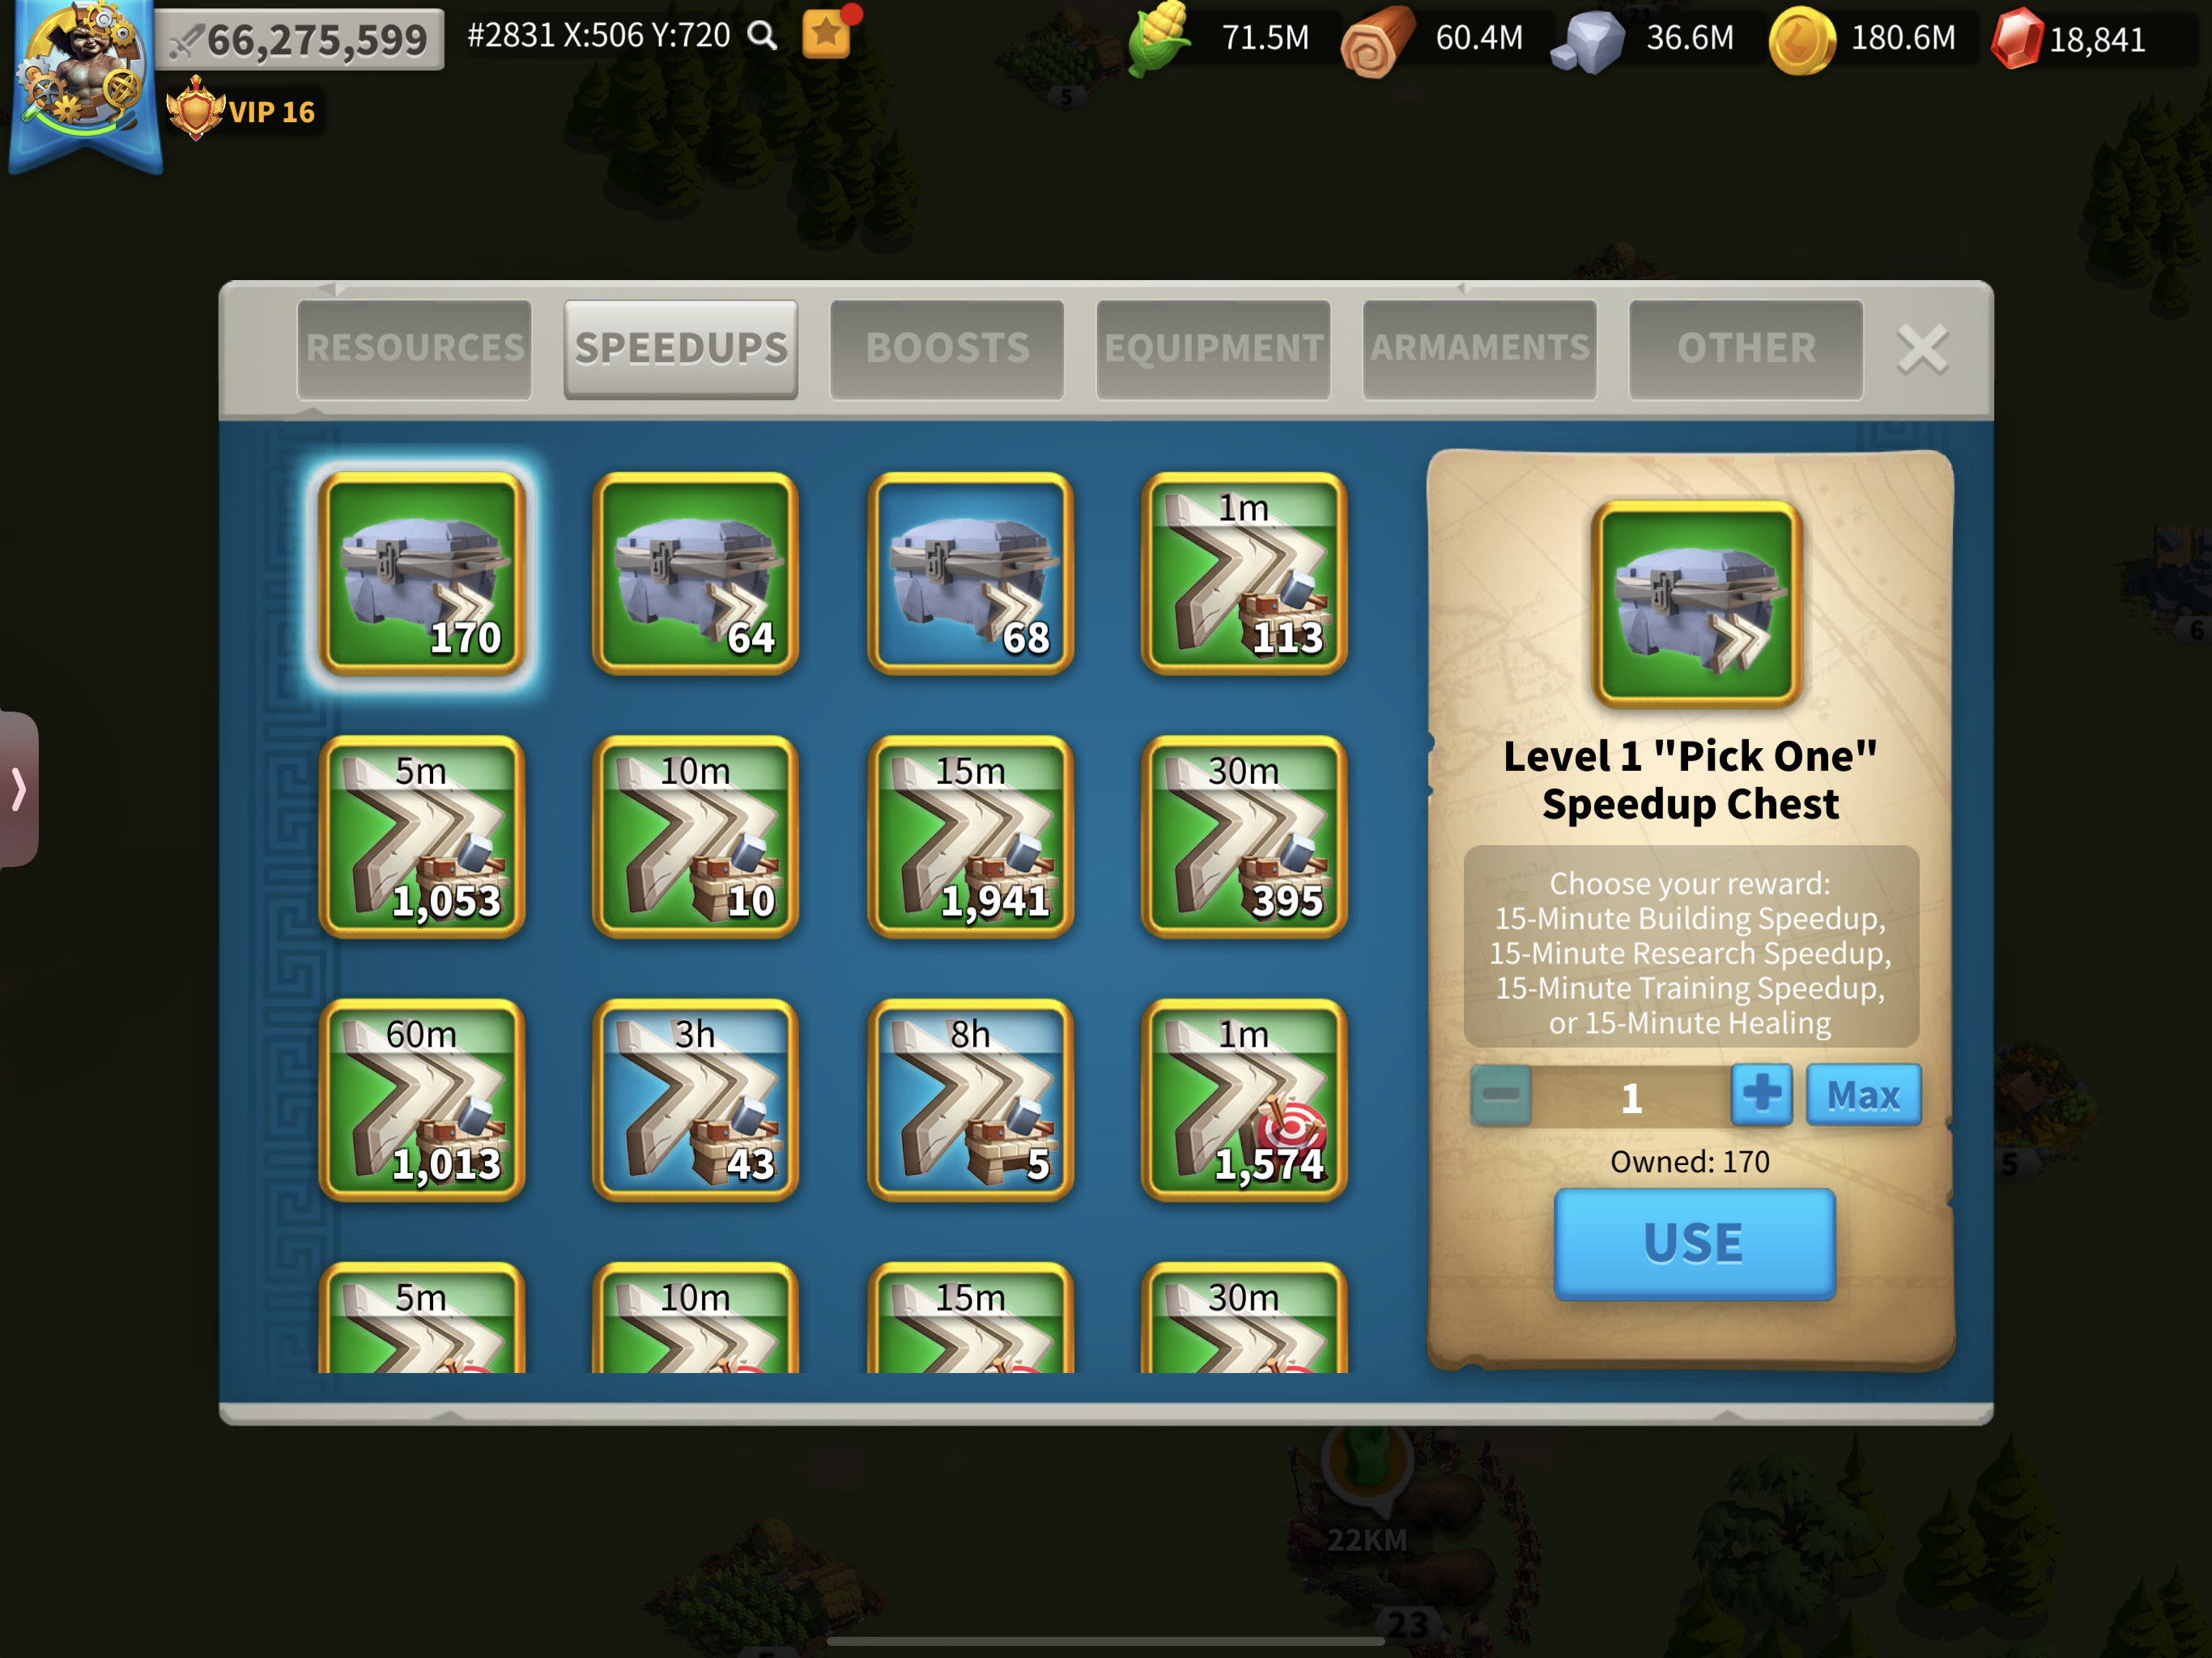 66,275,599
#2831 X:506 Y:720
71.5M
60.4M
36.6M
180.6M
18,841
VIP 16
5
RESOURCES
SPEEDUPS
BOOSTS
EQUIPMENT
ARMAMENTS
OTHER
170
64
68
1m
113
5m
1,053
10m
10
15m
1,941
30m
395
60m
1,013
3h
43
8h
5
1m
1,574
5m
10m
15m
30m
Level 1 "Pick One"
Speedup Chest
Choose your reward:
15-Minute Building Speedup,
15-Minute Research Speedup,
15-Minute Training Speedup,
or 15-Minute Healing
1
Max
Owned: 170
USE
6
5
22KM
23